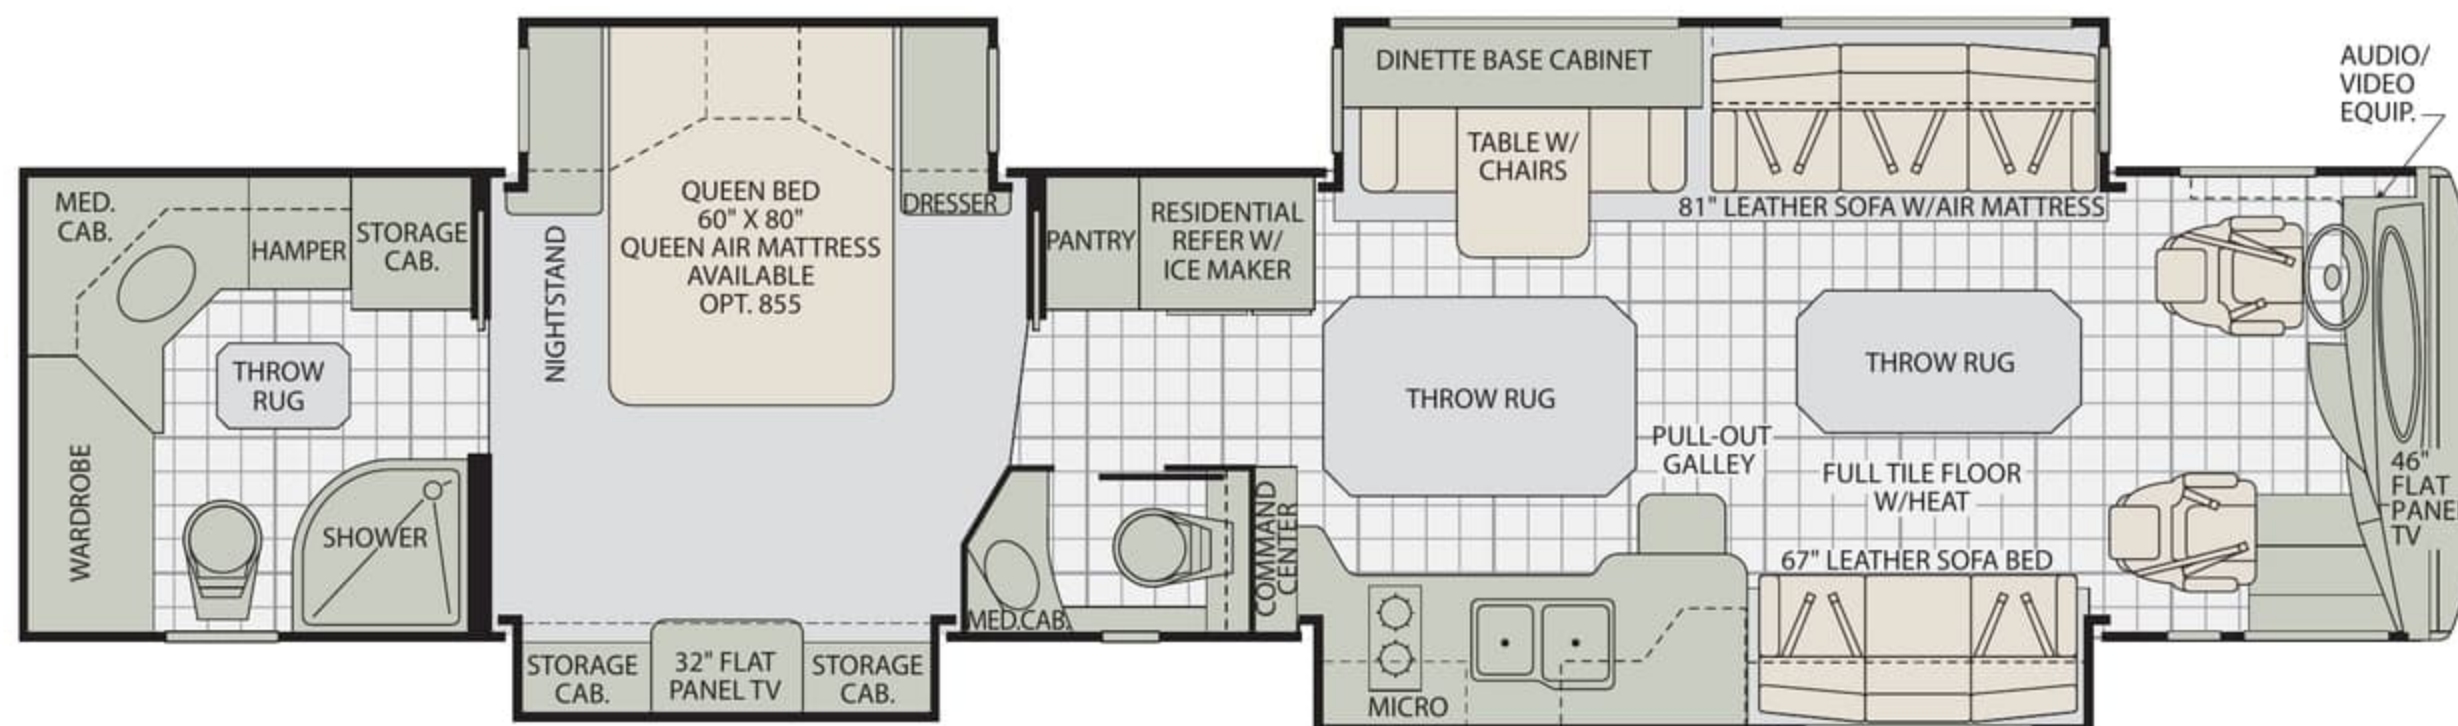 MED.
CAB.
HAMPER
STORAGE
CAB.
THROW
RUG
WARDROBE
SHOWER
NIGHTSTAND
QUEEN BED
60" X 80"
QUEEN AIR MATTRESS
AVAILABLE
OPT. 855
DRESSER
STORAGE
CAB.
32" FLAT
PANEL TV
STORAGE
CAB.
PANTRY
RESIDENTIAL
REFER W/
ICE MAKER
MED.CAB.
COMMAND
CENTER
DINETTE BASE CABINET
TABLE W/
CHAIRS
81" LEATHER SOFA W/AIR MATTRESS
THROW RUG
THROW RUG
PULL-OUT
GALLEY
FULL TILE FLOOR
W/HEAT
67" LEATHER SOFA BED
MICRO
AUDIO/
VIDEO
EQUIP.
46"
FLAT
PANEL
TV